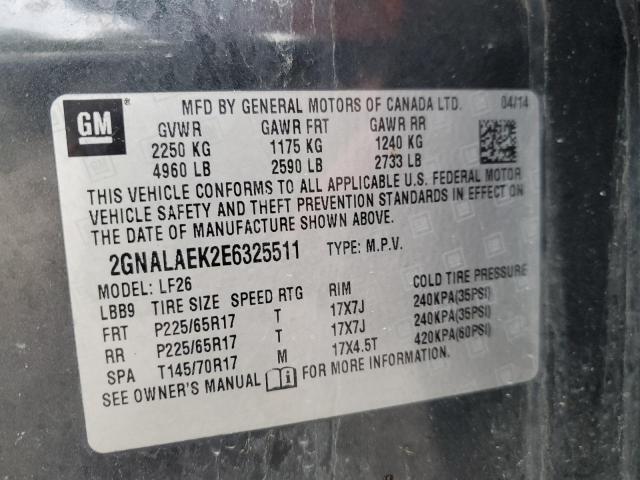 GM ® MFD BY GENERAL MOTORS OF CANADA LTD. 04/14
GVWR GAWR FRT GAWR RR
2250 KG 1175 KG 1240 KG
4960 LB 2590 LB 2733 LB
THIS VEHICLE CONFORMS TO ALL APPLICABLE U.S. FEDERAL MOTOR
VEHICLE SAFETY AND THEFT PREVENTION STANDARDS IN EFFECT ON
THE DATE OF MANUFACTURE SHOWN ABOVE.
2GNALAEK2E6325511 TYPE: M.P.V.
MODEL: LF26
LBB9 TIRE SIZE SPEED RTG RIM COLD TIRE PRESSURE
FRT P225/65R17 T 17X7J 240KPA(35PSI)
RR P225/65R17 T 17X7J 240KPA(35PSI)
SPA T145/70R17 M 17X4.5T 420KPA(60PSI)
SEE OWNER'S MANUAL FOR MORE INFORMATION.